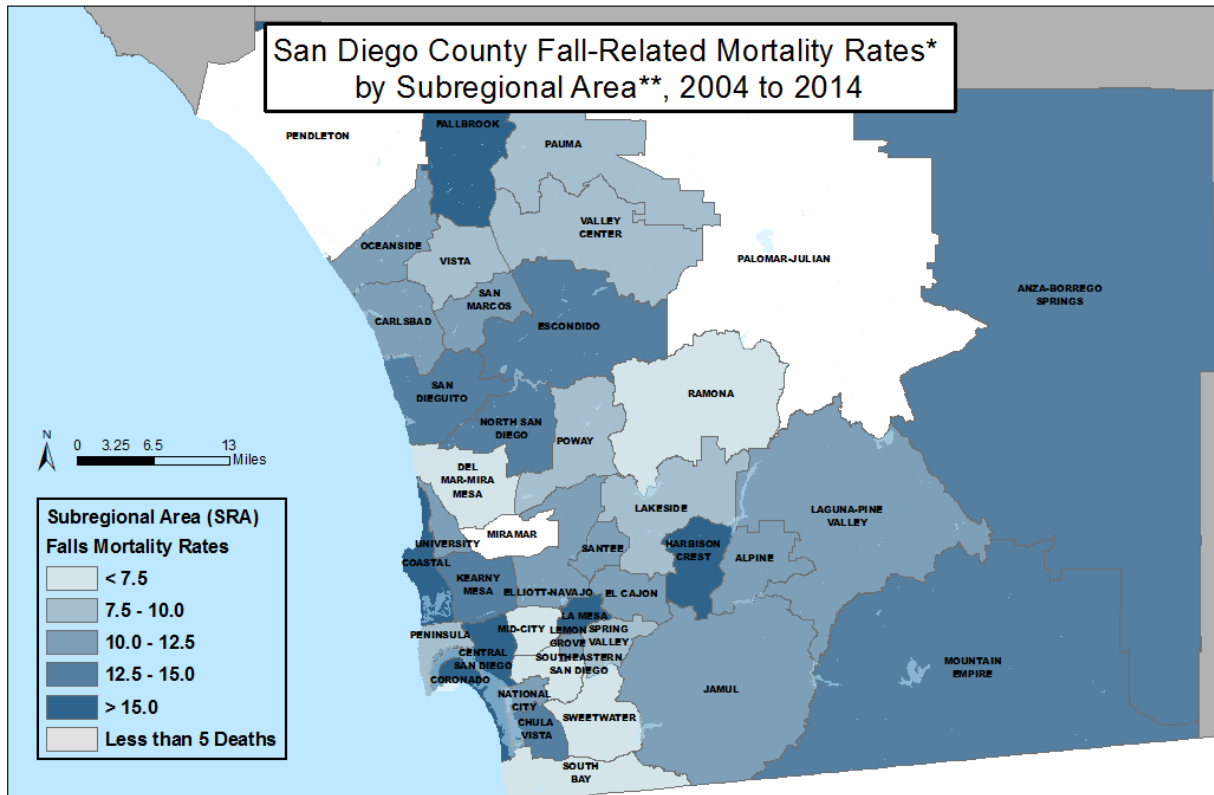 San Diego County Fall-Related Mortality Rates*
by Subregional Area**, 2004 to 2014
PENDLETON
FALLBROOK
PAUMA
VALLEY
CENTER
OCEANSIDE
VISTA
PALOMAR-JULIAN
ANZA-BORREGO
SPRINGS
SAN
MARCOS
CARLSBAD
ESCONDIDO
SAN
DIEGUITO
RAMONA
NORTH SAN
DIEGO
POWAY
N
0 3.25 6.5 13
Miles
DEL
MAR-MIRA
MESA
LAKESIDE
LAGUNA-PINE
VALLEY
MIRAMAR
UNIVERSITY
SANTEE
HARBISON
CREST
ALPINE
COASTAL
KEARNY
MESA
ELLIOTT-NAVAJO
EL CAJON
LA MESA
MID-CITY
LEMON
GROVE
SPRING
VALLEY
PENINSULA
CENTRAL
SAN DIEGO
SOUTHEASTERN
SAN DIEGO
CORONADO
MOUNTAIN
EMPIRE
JAMUL
NATIONAL
CITY
SWEETWATER
CHULA
VISTA
SOUTH
BAY
Subregional Area (SRA)
Falls Mortality Rates
< 7.5
7.5 - 10.0
10.0 - 12.5
12.5 - 15.0
> 15.0
Less than 5 Deaths